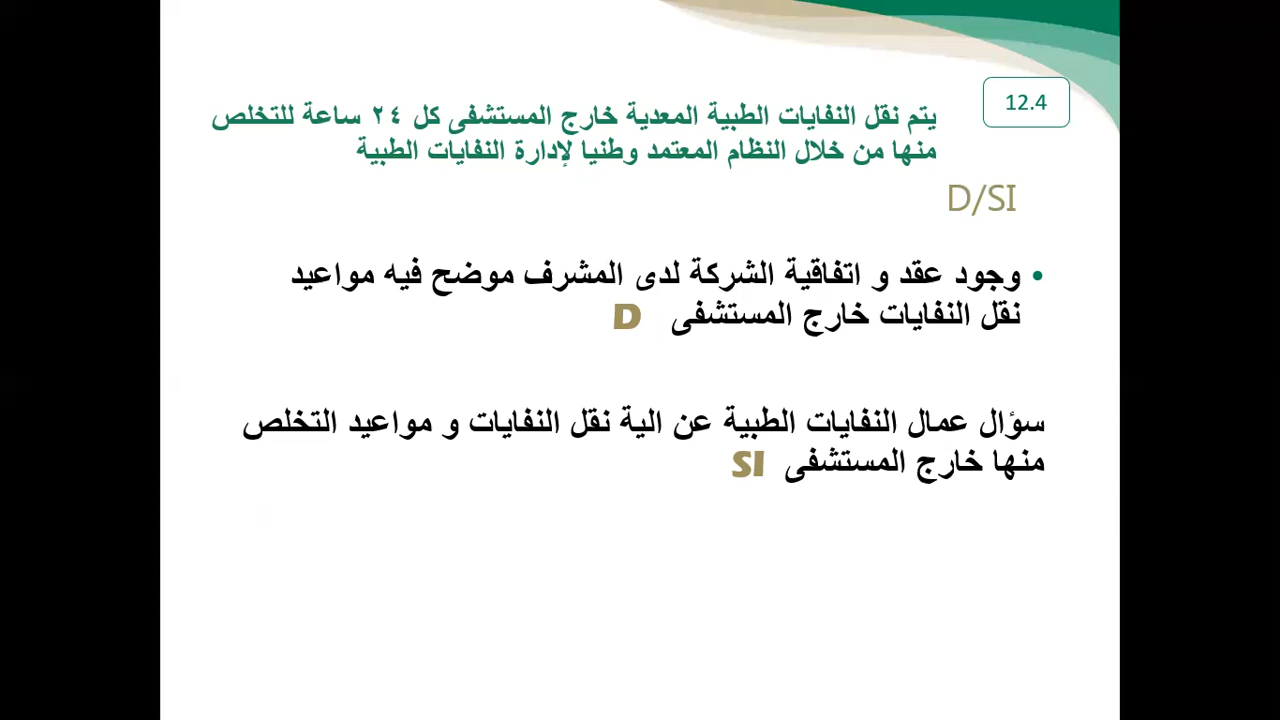 12.4
يتم نقل النفايات الطبية المعدية خارج المستشفى كل ٢٤ ساعة للتخلص
منها من خلال النظام المعتمد وطنيا لإدارة النفايات الطبية
D/SI
• وجود عقد و اتفاقية الشركة لدى المشرف موضح فيه مواعيد
نقل النفايات خارج المستشفى D
سؤال عمال النفايات الطبية عن الية نقل النفايات و مواعيد التخلص
منها خارج المستشفى SI